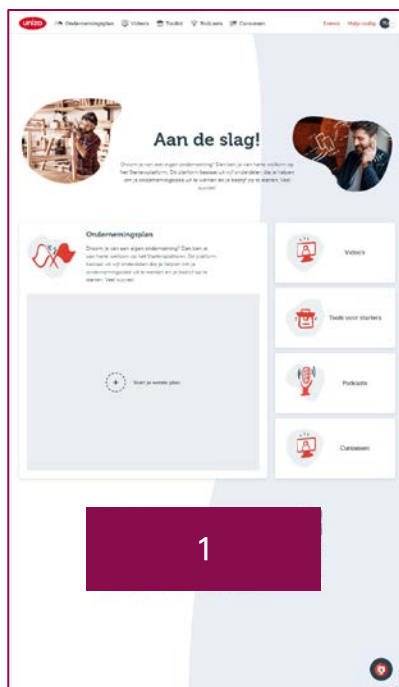 unizo Ondernemingsplan Video's Toolkit Podcasts Cursussen Events Hulp nodig
Aan de slag!
Droom je van een eigen onderneming? Dan ben je van harte welkom op
het Startersplatform. Dit platform bestaat uit vijf onderdelen die je helpen
om je ondernemingsidee uit te werken en je bedrijf op te starten. Veel
succes!
Ondernemingsplan
Droom je van een eigen onderneming? Dan ben je
van harte welkom op het Startersplatform. Dit platform
bestaat uit vijf onderdelen die je helpen om je
ondernemingsidee uit te werken en je bedrijf op te
starten. Veel succes!
Start je eerste plan
Video's
Tools voor starters
Podcasts
Cursussen
1